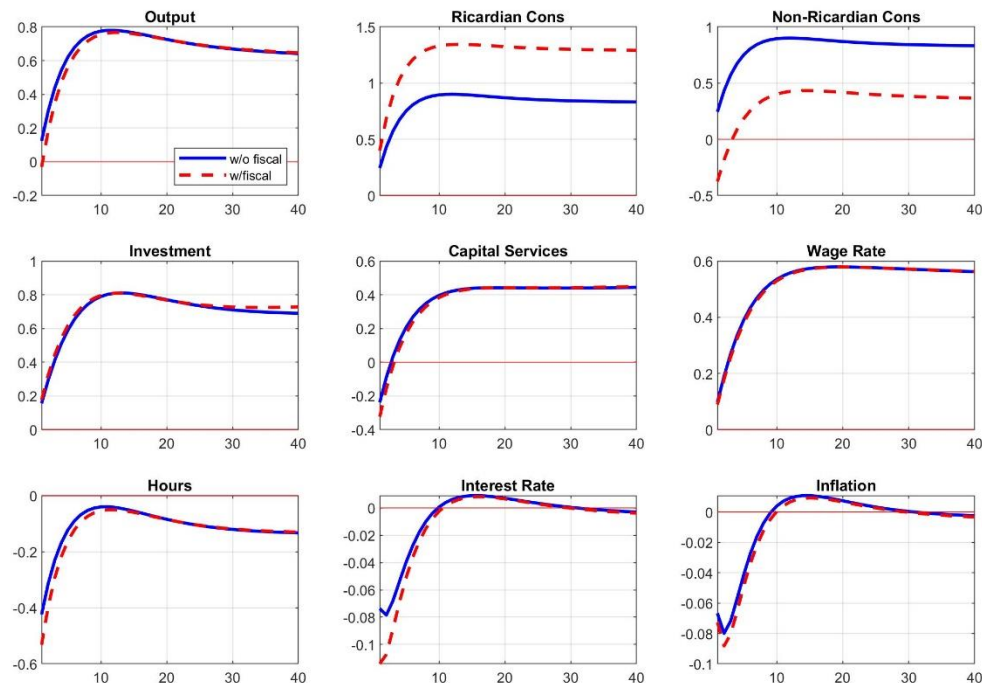 Output
0.8
0.6
0.4
0.2
0
-0.2
10 20 30 40
w/o fiscal
w/fiscal
Ricardian Cons
1.5
1
0.5
0
10 20 30 40
Non-Ricardian Cons
1
0.5
0
-0.5
10 20 30 40
Investment
1
0.8
0.6
0.4
0.2
0
10 20 30 40
Capital Services
0.6
0.4
0.2
0
-0.2
-0.4
10 20 30 40
Wage Rate
0.6
0.4
0.2
0
10 20 30 40
Hours
0
-0.2
-0.4
-0.6
10 20 30 40
Interest Rate
0
-0.02
-0.04
-0.06
-0.08
-0.1
10 20 30 40
Inflation
0
-0.02
-0.04
-0.06
-0.08
-0.1
10 20 30 40